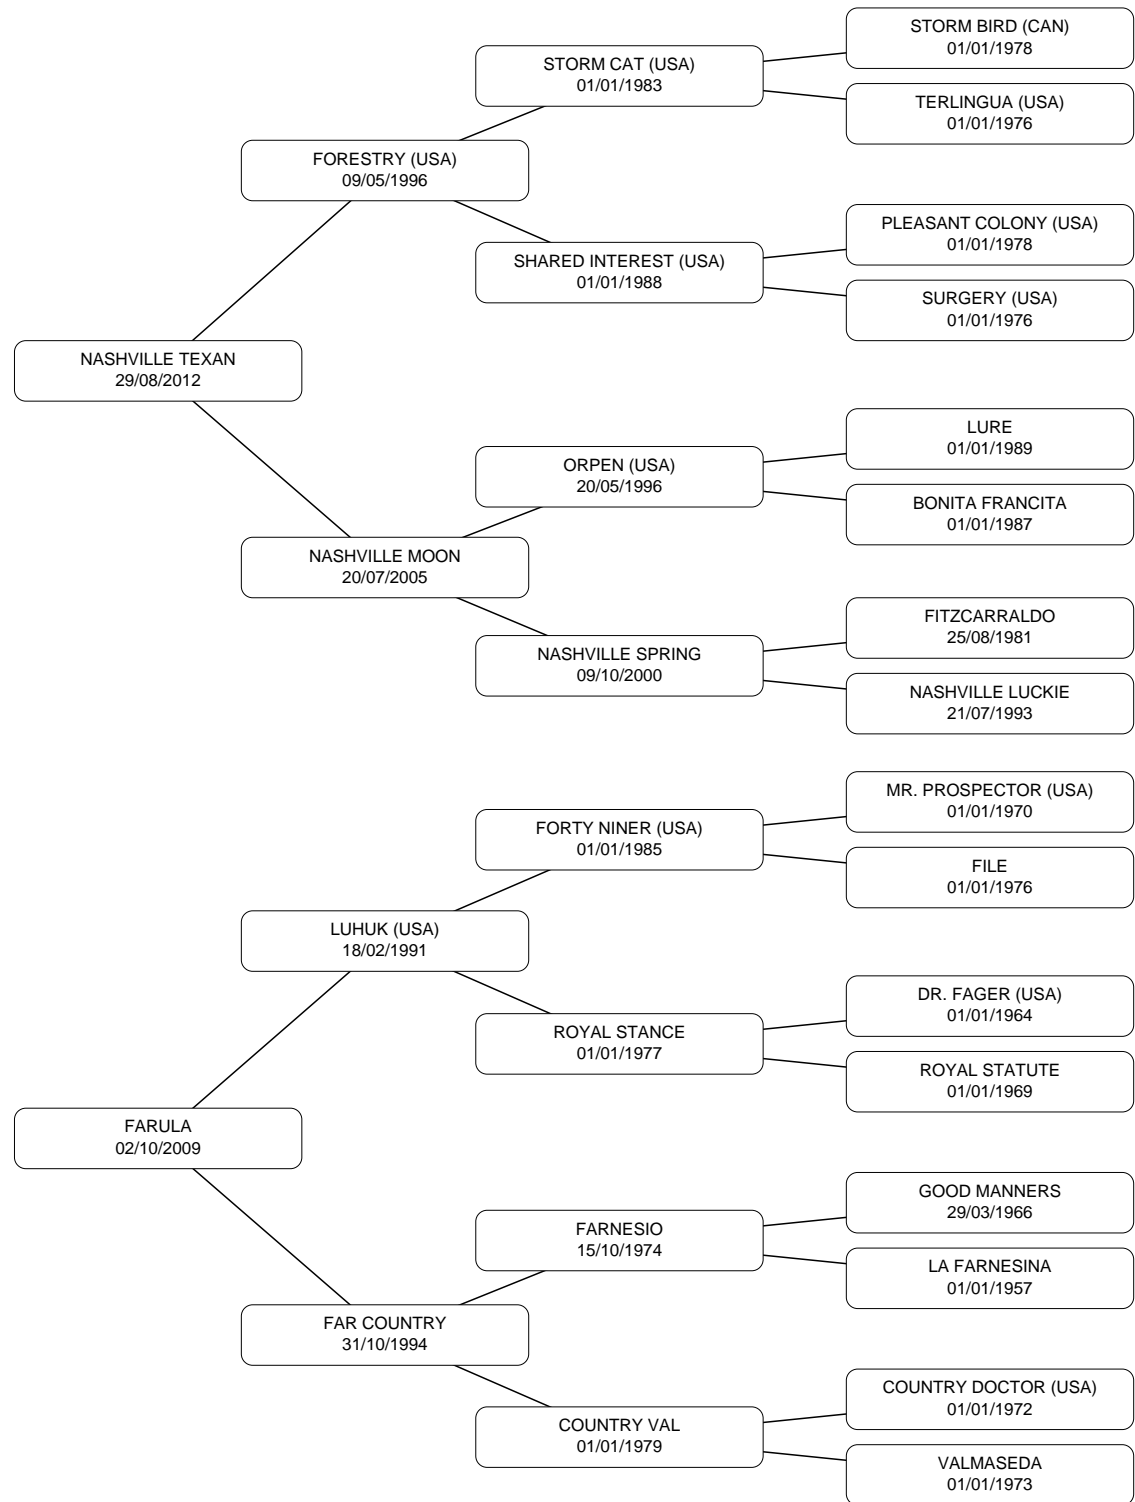 STORM BIRD (CAN)
01/01/1978
STORM CAT (USA)
01/01/1983
TERLINGUA (USA)
01/01/1976
FORESTRY (USA)
09/05/1996
PLEASANT COLONY (USA)
01/01/1978
SHARED INTEREST (USA)
01/01/1988
SURGERY (USA)
01/01/1976
NASHVILLE TEXAN
29/08/2012
LURE
01/01/1989
ORPEN (USA)
20/05/1996
BONITA FRANCITA
01/01/1987
NASHVILLE MOON
20/07/2005
FITZCARRALDO
25/08/1981
NASHVILLE SPRING
09/10/2000
NASHVILLE LUCKIE
21/07/1993
MR. PROSPECTOR (USA)
01/01/1970
FORTY NINER (USA)
01/01/1985
FILE
01/01/1976
LUHUK (USA)
18/02/1991
DR. FAGER (USA)
01/01/1964
ROYAL STANCE
01/01/1977
ROYAL STATUTE
01/01/1969
FARULA
02/10/2009
GOOD MANNERS
29/03/1966
FARNESIO
15/10/1974
LA FARNESINA
01/01/1957
FAR COUNTRY
31/10/1994
COUNTRY DOCTOR (USA)
01/01/1972
COUNTRY VAL
01/01/1979
VALMASEDA
01/01/1973